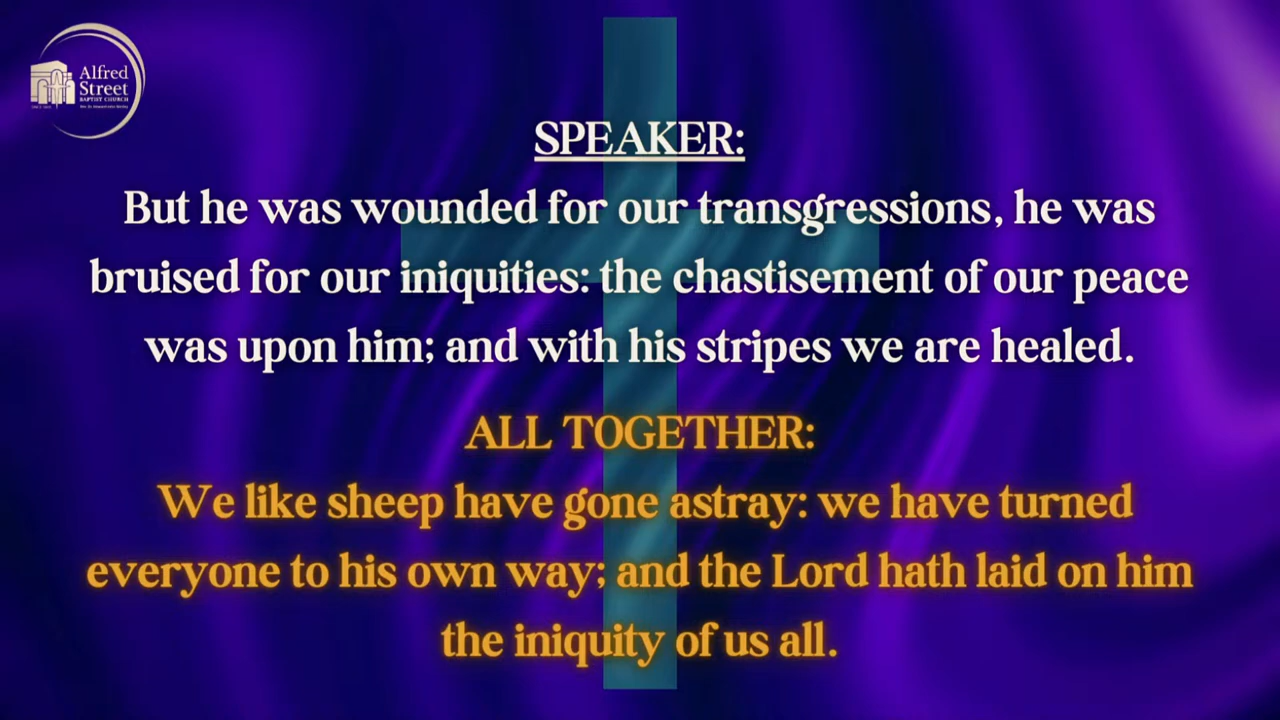 Alfred
Street
BAPTIST CHURCH
SPEAKER:
But he was wounded for our transgressions, he was
bruised for our iniquities: the chastisement of our peace
was upon him; and with his stripes we are healed.
ALL TOGETHER:
We like sheep have gone astray: we have turned
everyone to his own way; and the Lord hath laid on him
the iniquity of us all.